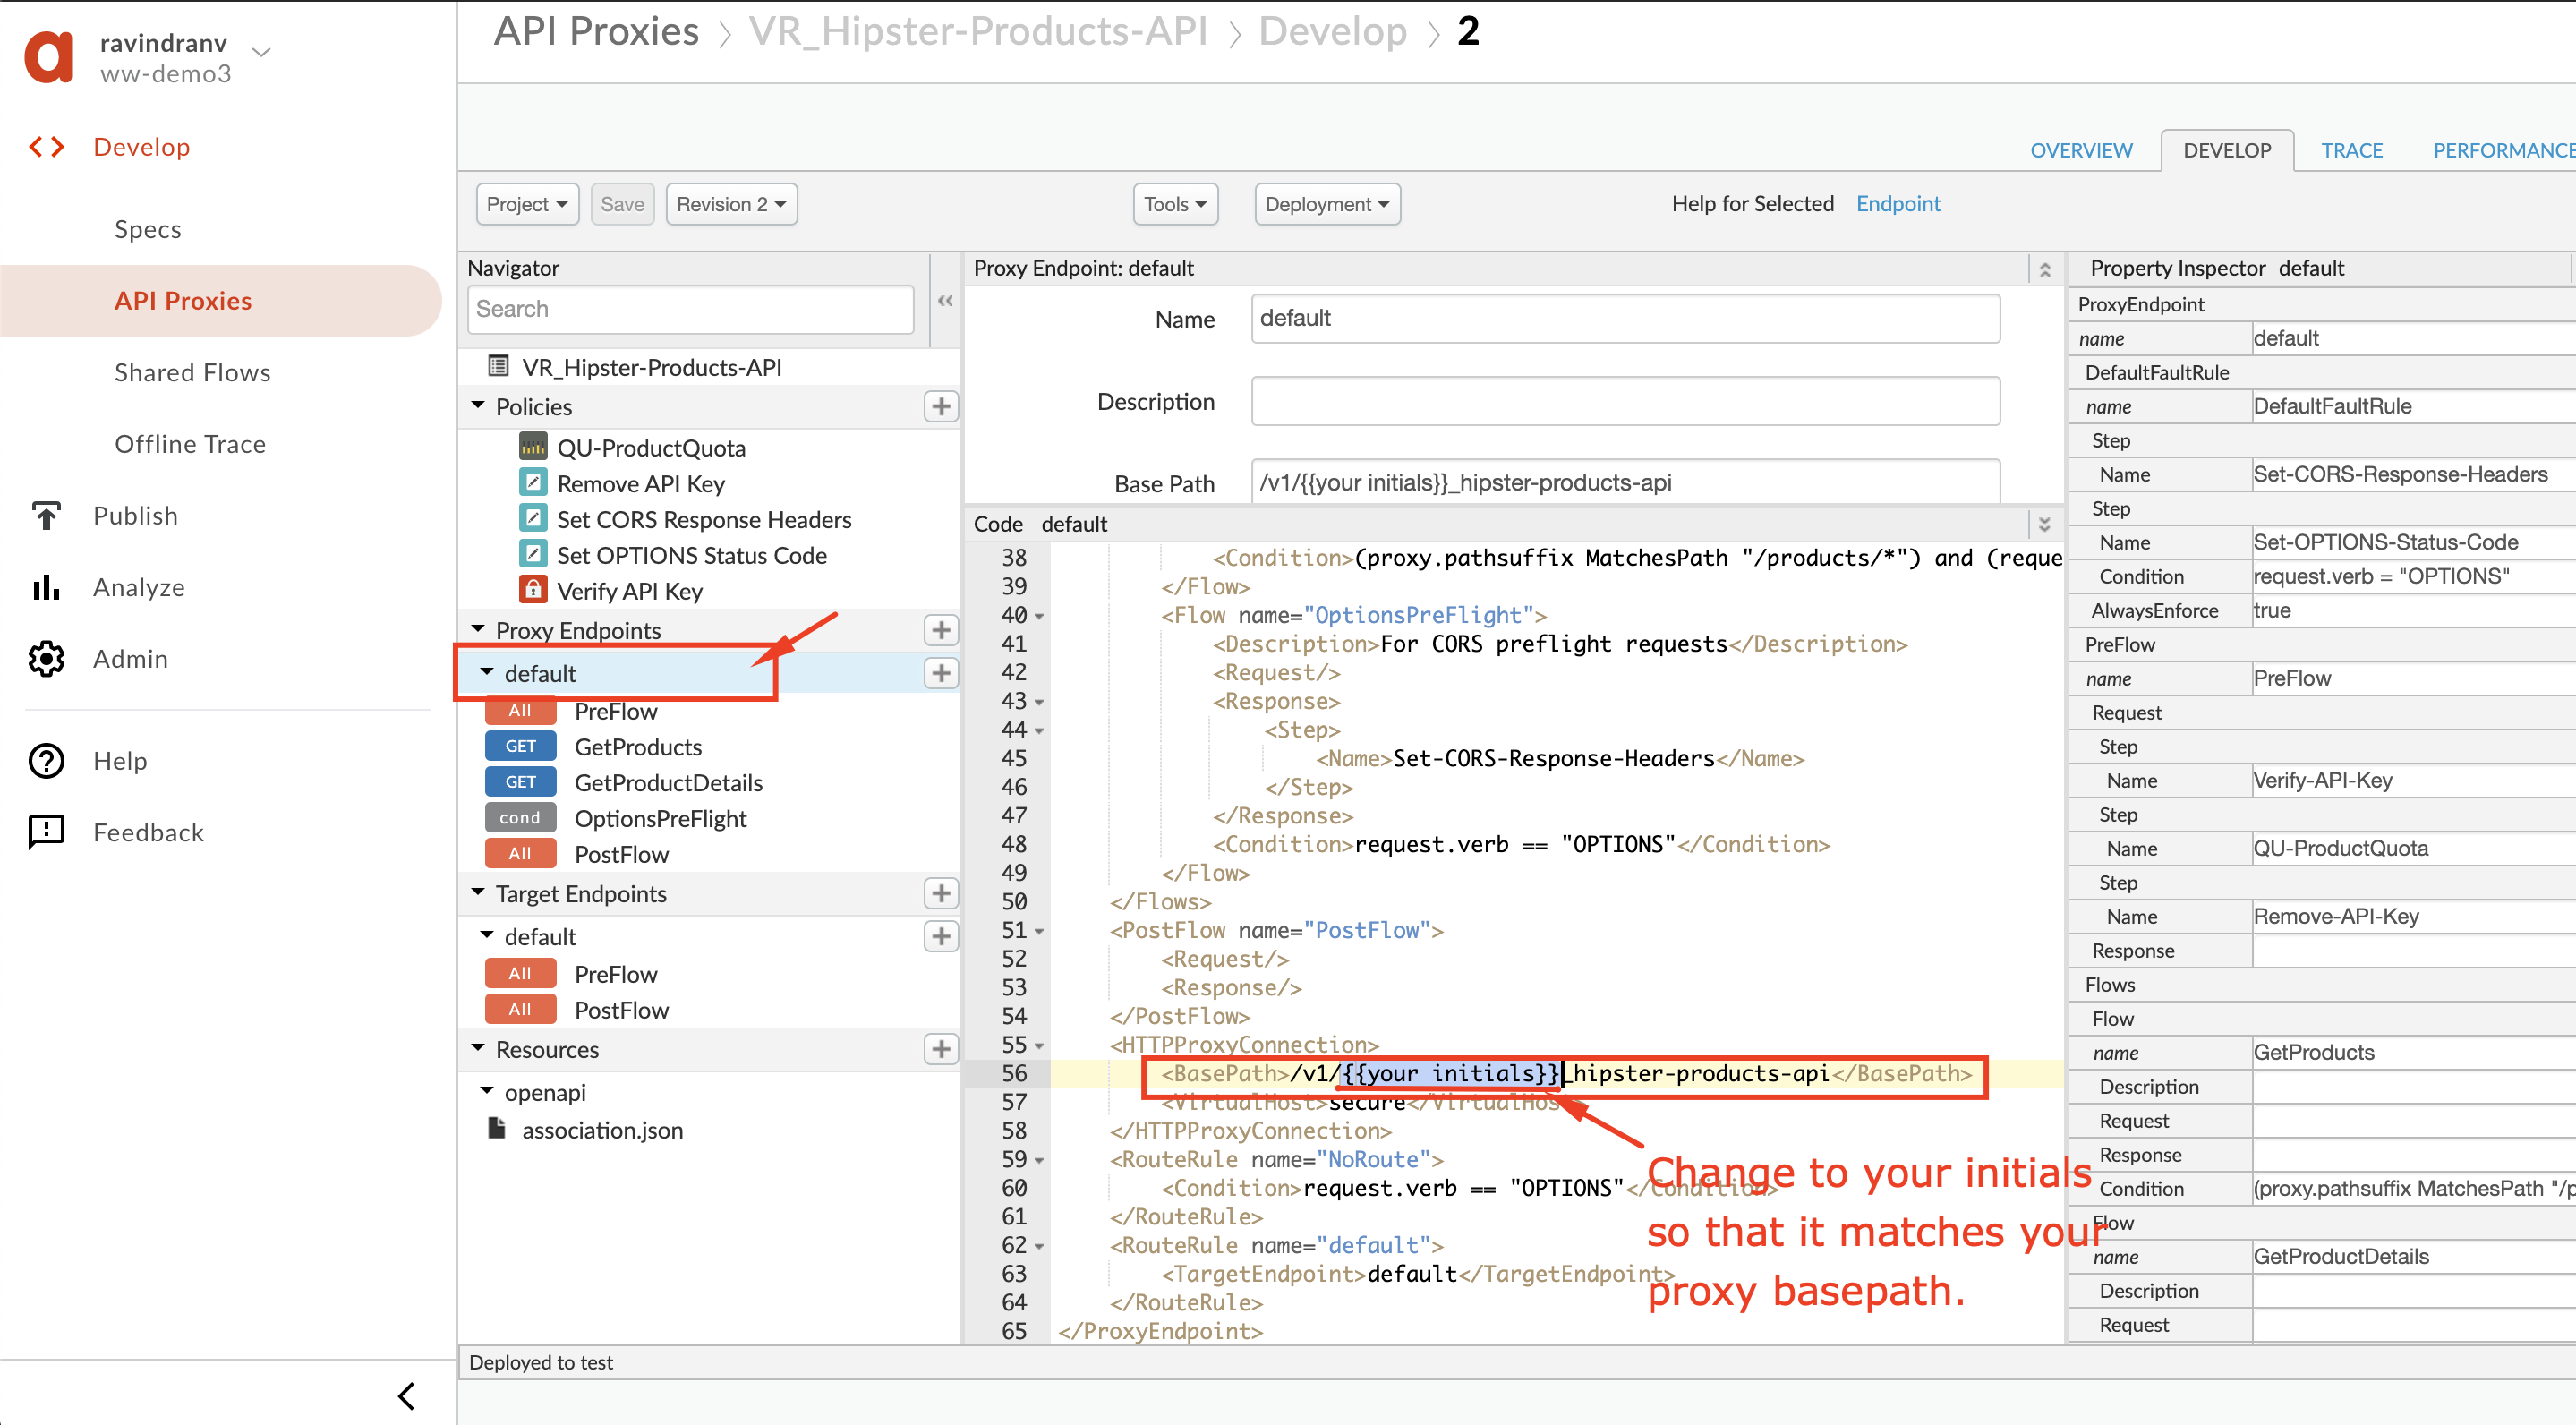 API Proxies > VR_Hipster-Products-API > Develop > 2
ravindranv
ww-demo3
Develop
Specs
API Proxies
Shared Flows
Offline Trace
Publish
Analyze
Admin
Help
Feedback
OVERVIEW
DEVELOP
TRACE
PERFORMANCE
Project
Save
Revision 2
Tools
Deployment
Help for Selected Endpoint
Navigator
Search
VR_Hipster-Products-API
Policies
QU-ProductQuota
Remove API Key
Set CORS Response Headers
Set OPTIONS Status Code
Verify API Key
Proxy Endpoints
default
All PreFlow
GET GetProducts
GET GetProductDetails
cond OptionsPreFlight
All PostFlow
Target Endpoints
default
All PreFlow
All PostFlow
Resources
openapi
association.json
Proxy Endpoint: default
Name default
Description
Base Path /v1/{{your initials}}_hipster-products-api
Code default
38 <Condition>(proxy.pathsuffix MatchesPath "/products/*") and (reque
39 </Flow>
40 <Flow name="OptionsPreFlight">
41 <Description>For CORS preflight requests</Description>
42 <Request/>
43 <Response>
44 <Step>
45 <Name>Set-CORS-Response-Headers</Name>
46 </Step>
47 </Response>
48 <Condition>request.verb == "OPTIONS"</Condition>
49 </Flow>
50 </Flows>
51 <PostFlow name="PostFlow">
52 <Request/>
53 <Response/>
54 </PostFlow>
55 <HTTPProxyConnection>
56 <BasePath>/v1/{{your initials}}_hipster-products-api</BasePath>
57 <VirtualHost>secure</VirtualHost>
58 </HTTPProxyConnection>
59 <RouteRule name="NoRoute">
60 <Condition>request.verb == "OPTIONS"</Condition>
61 </RouteRule>
62 <RouteRule name="default">
63 <TargetEndpoint>default</TargetEndpoint>
64 </RouteRule>
65 </ProxyEndpoint>
Change to your initials
so that it matches your
proxy basepath.
Property Inspector default
ProxyEndpoint
name default
DefaultFaultRule
name DefaultFaultRule
Step
Name Set-CORS-Response-Headers
Step
Name Set-OPTIONS-Status-Code
Condition request.verb = "OPTIONS"
AlwaysEnforce true
PreFlow
name PreFlow
Request
Step
Name Verify-API-Key
Step
Name QU-ProductQuota
Step
Name Remove-API-Key
Response
Flows
Flow
name GetProducts
Description
Request
Response
Condition (proxy.pathsuffix MatchesPath "/p
Flow
name GetProductDetails
Description
Request
Deployed to test